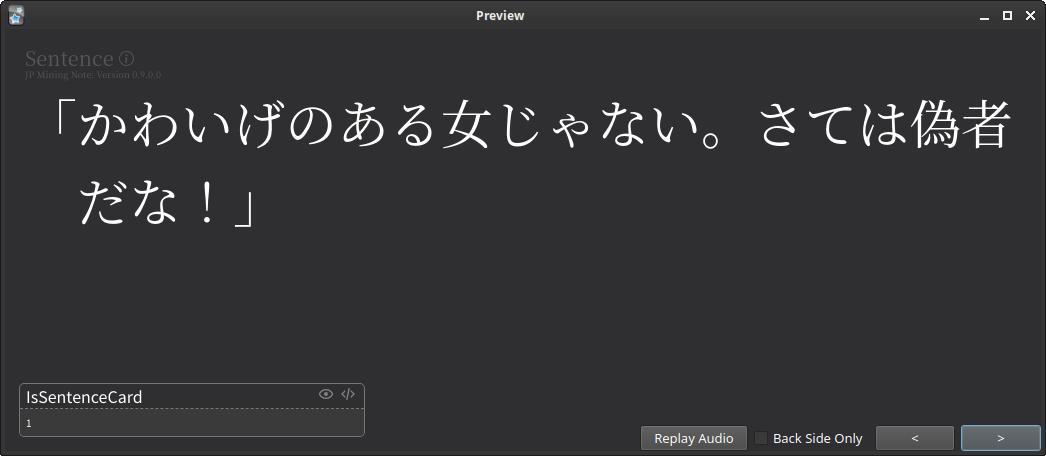 Preview
Sentence
JP Mining Note: Version 0.9.0.0
「かわいげのある女じゃない。さては偽者
だな！」
IsSentenceCard
1
Replay Audio
Back Side Only
<
>